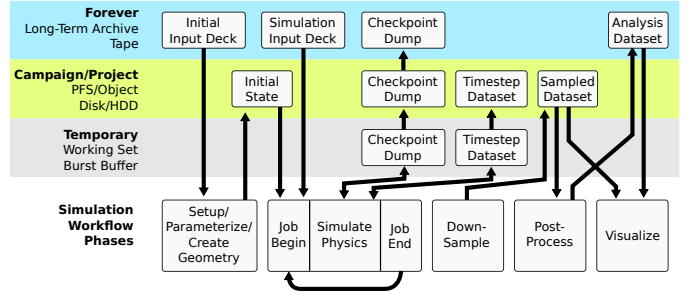 Forever
Long-Term Archive
Tape
Initial
Input Deck
Simulation
Input Deck
Checkpoint
Dump
Analysis
Dataset
Campaign/Project
PFS/Object
Disk/HDD
Initial
State
Checkpoint
Dump
Timestep
Dataset
Sampled
Dataset
Temporary
Working Set
Burst Buffer
Checkpoint
Dump
Timestep
Dataset
Simulation
Workflow
Phases
Setup/
Parameterize/
Create
Geometry
Job
Begin
Simulate
Physics
Job
End
Down-
Sample
Post-
Process
Visualize